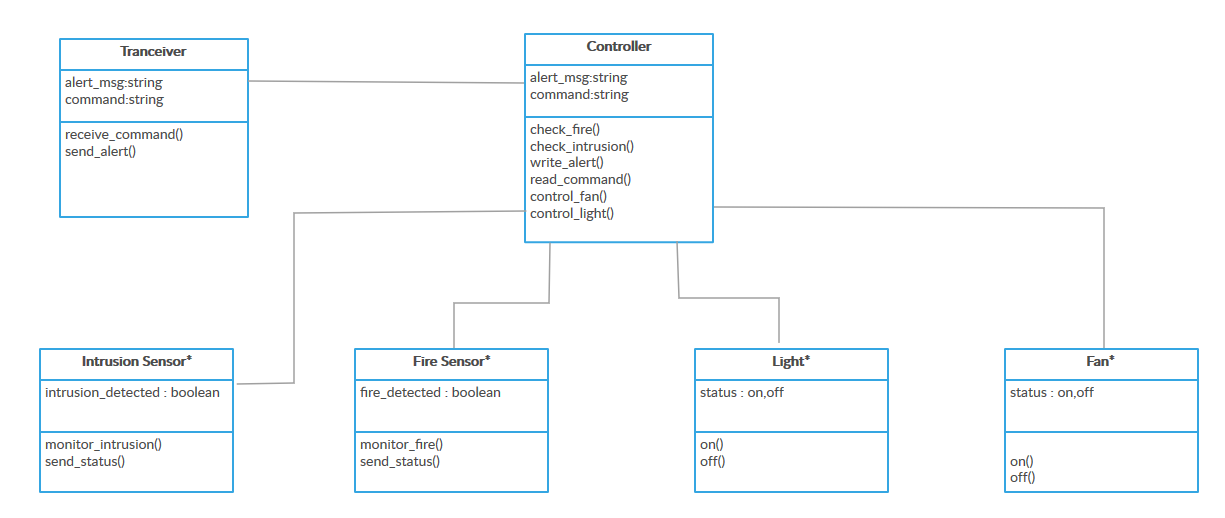 Tranceiver
alert_msg:string
command:string
receive_command()
send_alert()
Controller
alert_msg:string
command:string
check_fire()
check_intrusion()
write_alert()
read_command()
control_fan()
control_light()
Intrusion Sensor*
intrusion_detected : boolean
monitor_intrusion()
send_status()
Fire Sensor*
fire_detected : boolean
monitor_fire()
send_status()
Light*
status : on,off
on()
off()
Fan*
status : on,off
on()
off()